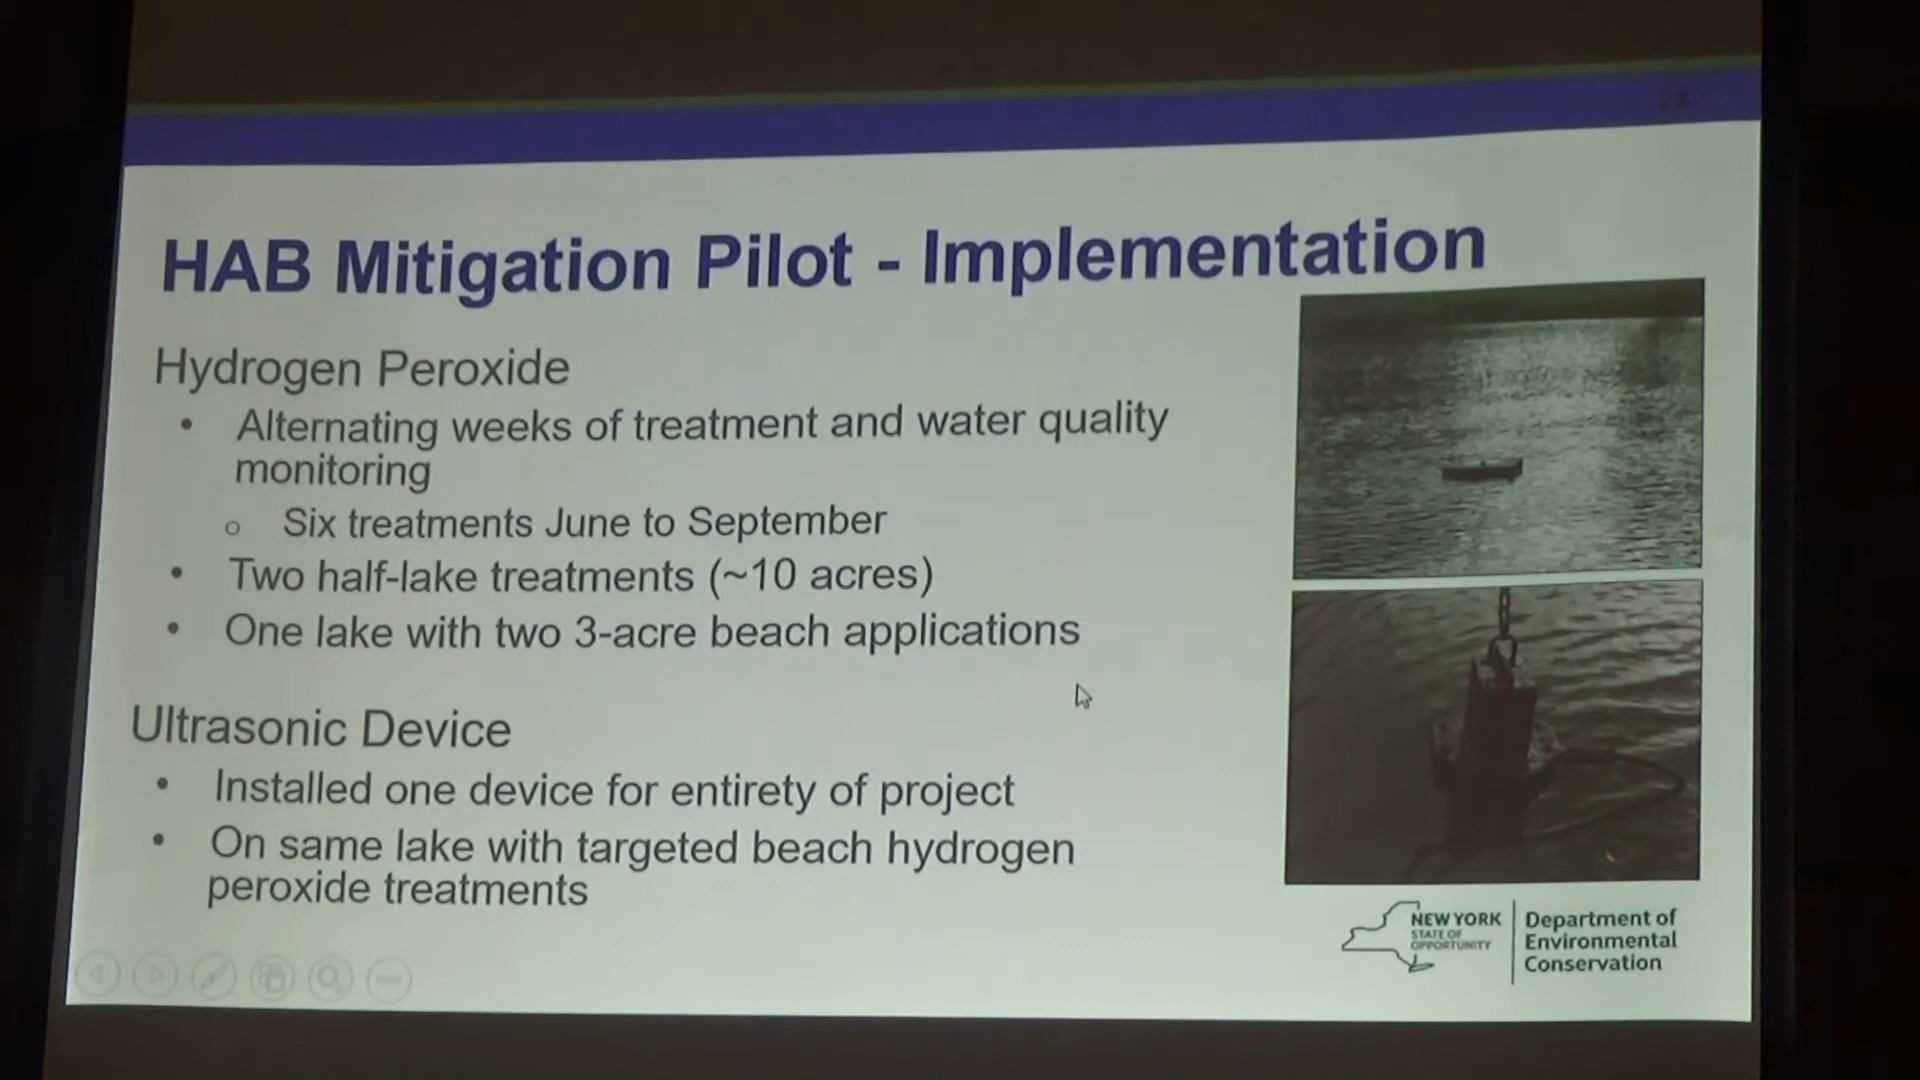 HAB Mitigation Pilot - Implementation
Hydrogen Peroxide
• Alternating weeks of treatment and water quality
monitoring
o Six treatments June to September
• Two half-lake treatments (~10 acres)
• One lake with two 3-acre beach applications
Ultrasonic Device
• Installed one device for entirety of project
• On same lake with targeted beach hydrogen
peroxide treatments
NEW YORK
STATE OF
OPPORTUNITY
Department of
Environmental
Conservation